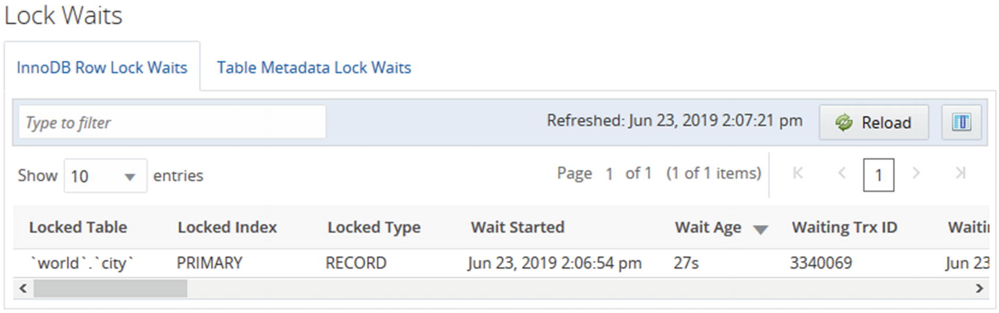 Lock Waits
InnoDB Row Lock Waits Table Metadata Lock Waits
Type to filter Refreshed: Jun 23, 2019 2:07:21 pm Reload
Show 10 entries Page 1 of 1 (1 of 1 items) 1
Locked Table Locked Index Locked Type Wait Started Wait Age Waiting Trx ID Waitin
`world`.`city` PRIMARY RECORD Jun 23, 2019 2:06:54 pm 27s 3340069 Jun 23